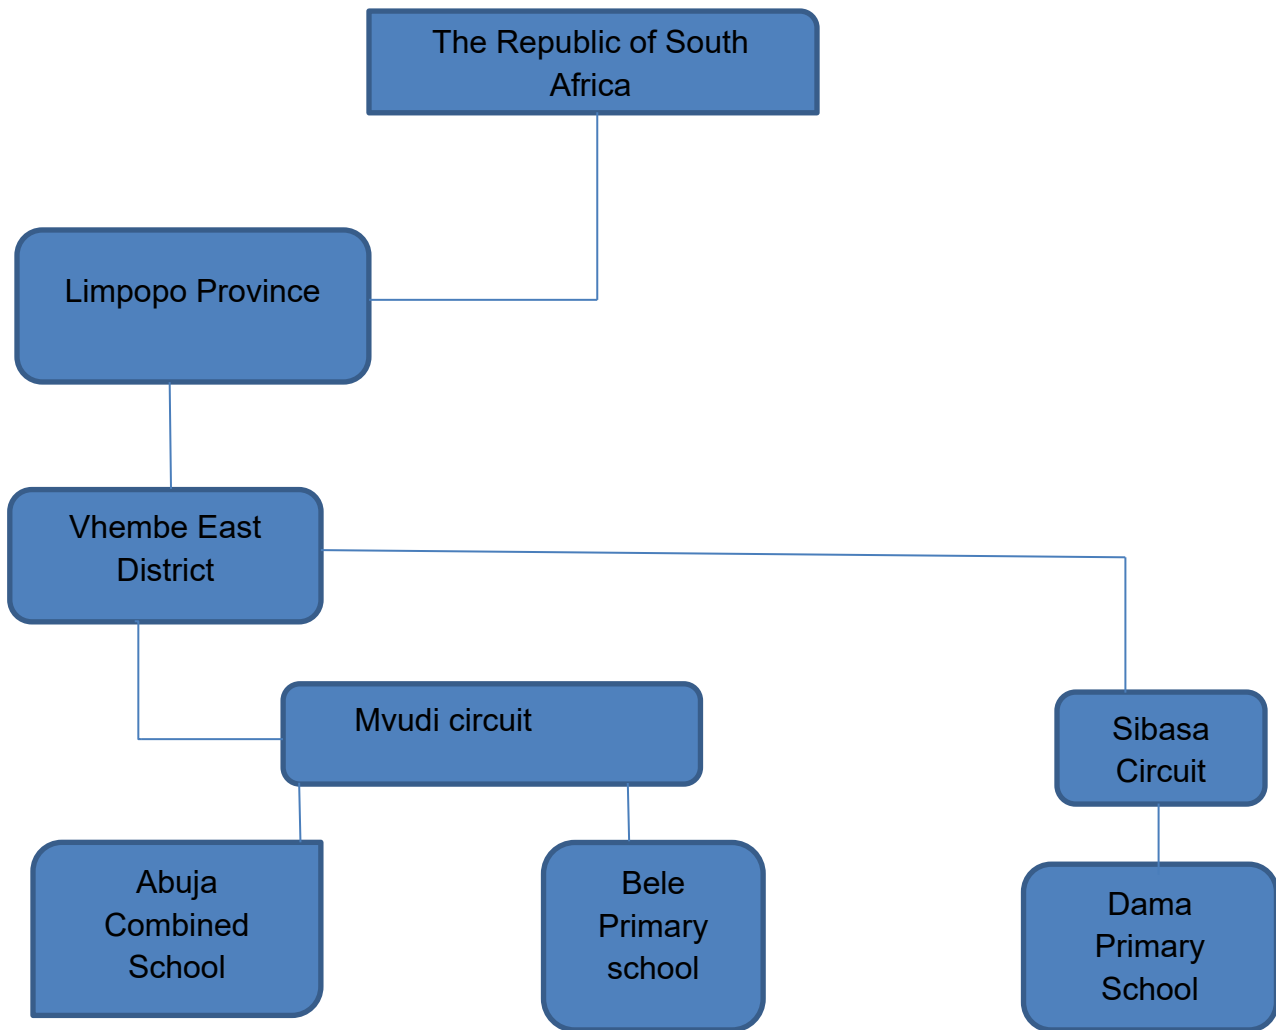 The Republic of South
Africa
Limpopo Province
Vhembe East
District
Mvudi circuit
Sibasa
Circuit
Abuja
Combined
School
Bele
Primary
school
Dama
Primary
School